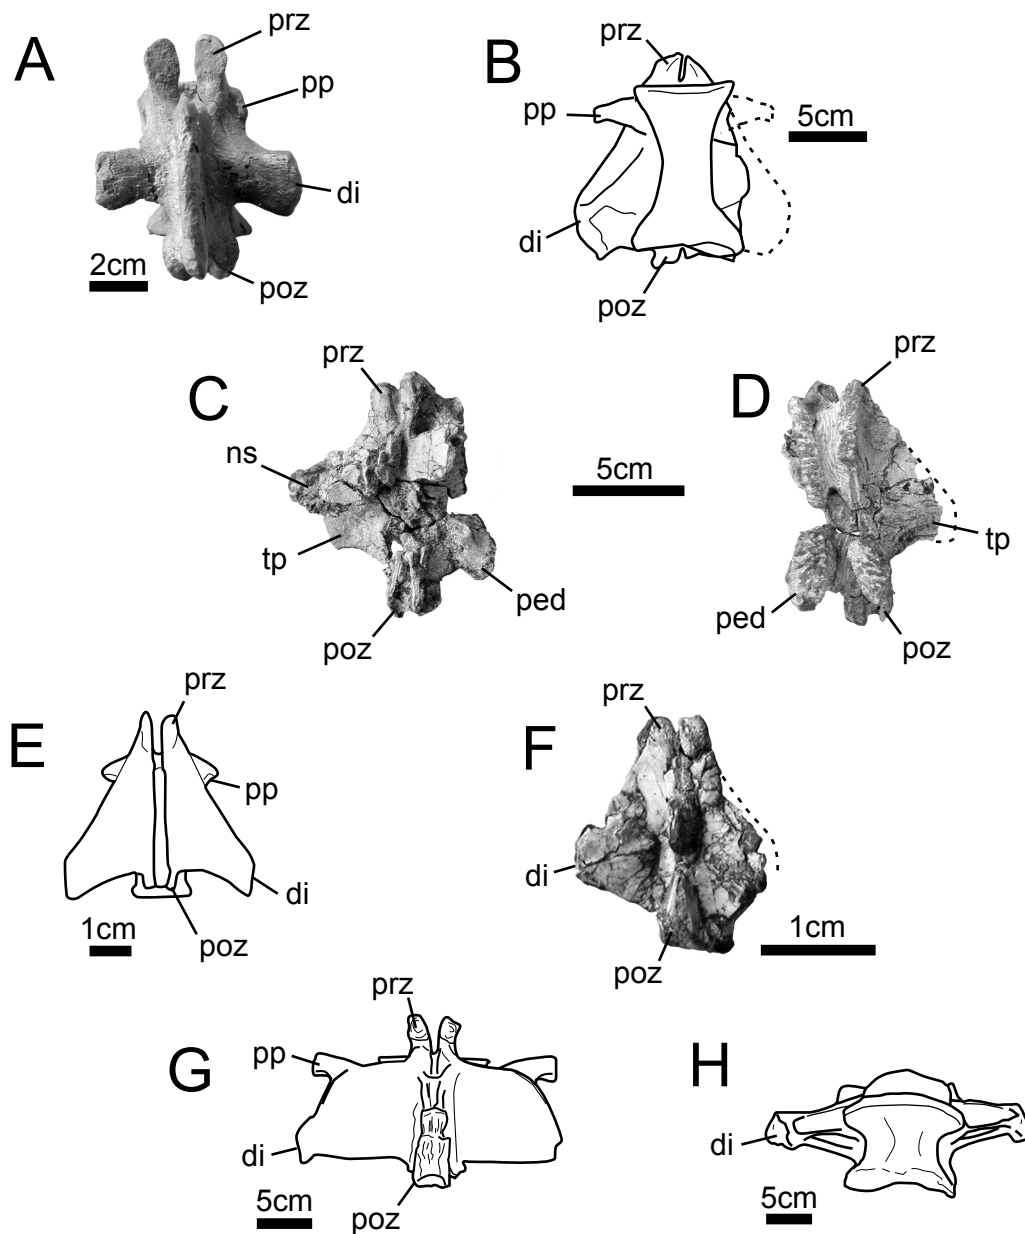 A
prz
pp
di
2cm
poz
B
prz
pp
5cm
di
poz
C
prz
ns
tp
ped
poz
5cm
D
prz
tp
ped
poz
E
prz
pp
di
1cm
poz
F
prz
di
1cm
poz
G
prz
pp
di
5cm
poz
H
di
5cm